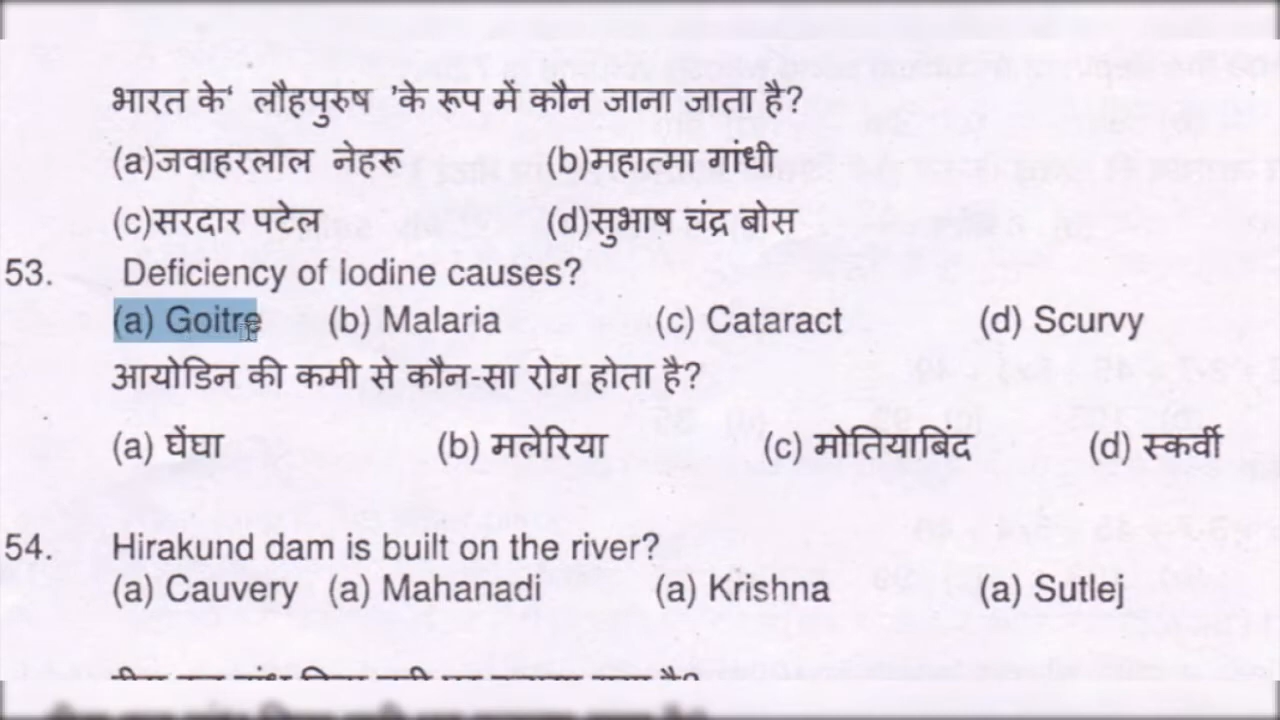 भारत के‘ लौहपुरुष ’के रूप में कौन जाना जाता है?
(a)जवाहरलाल नेहरू (b)महात्मा गांधी
(c)सरदार पटेल (d)सुभाष चंद्र बोस
53. Deficiency of Iodine causes?
(a) Goitre (b) Malaria (c) Cataract (d) Scurvy
आयोडिन की कमी से कौन-सा रोग होता है?
(a) घेंघा (b) मलेरिया (c) मोतियाबिंद (d) स्कर्वी
54. Hirakund dam is built on the river?
(a) Cauvery (a) Mahanadi (a) Krishna (a) Sutlej